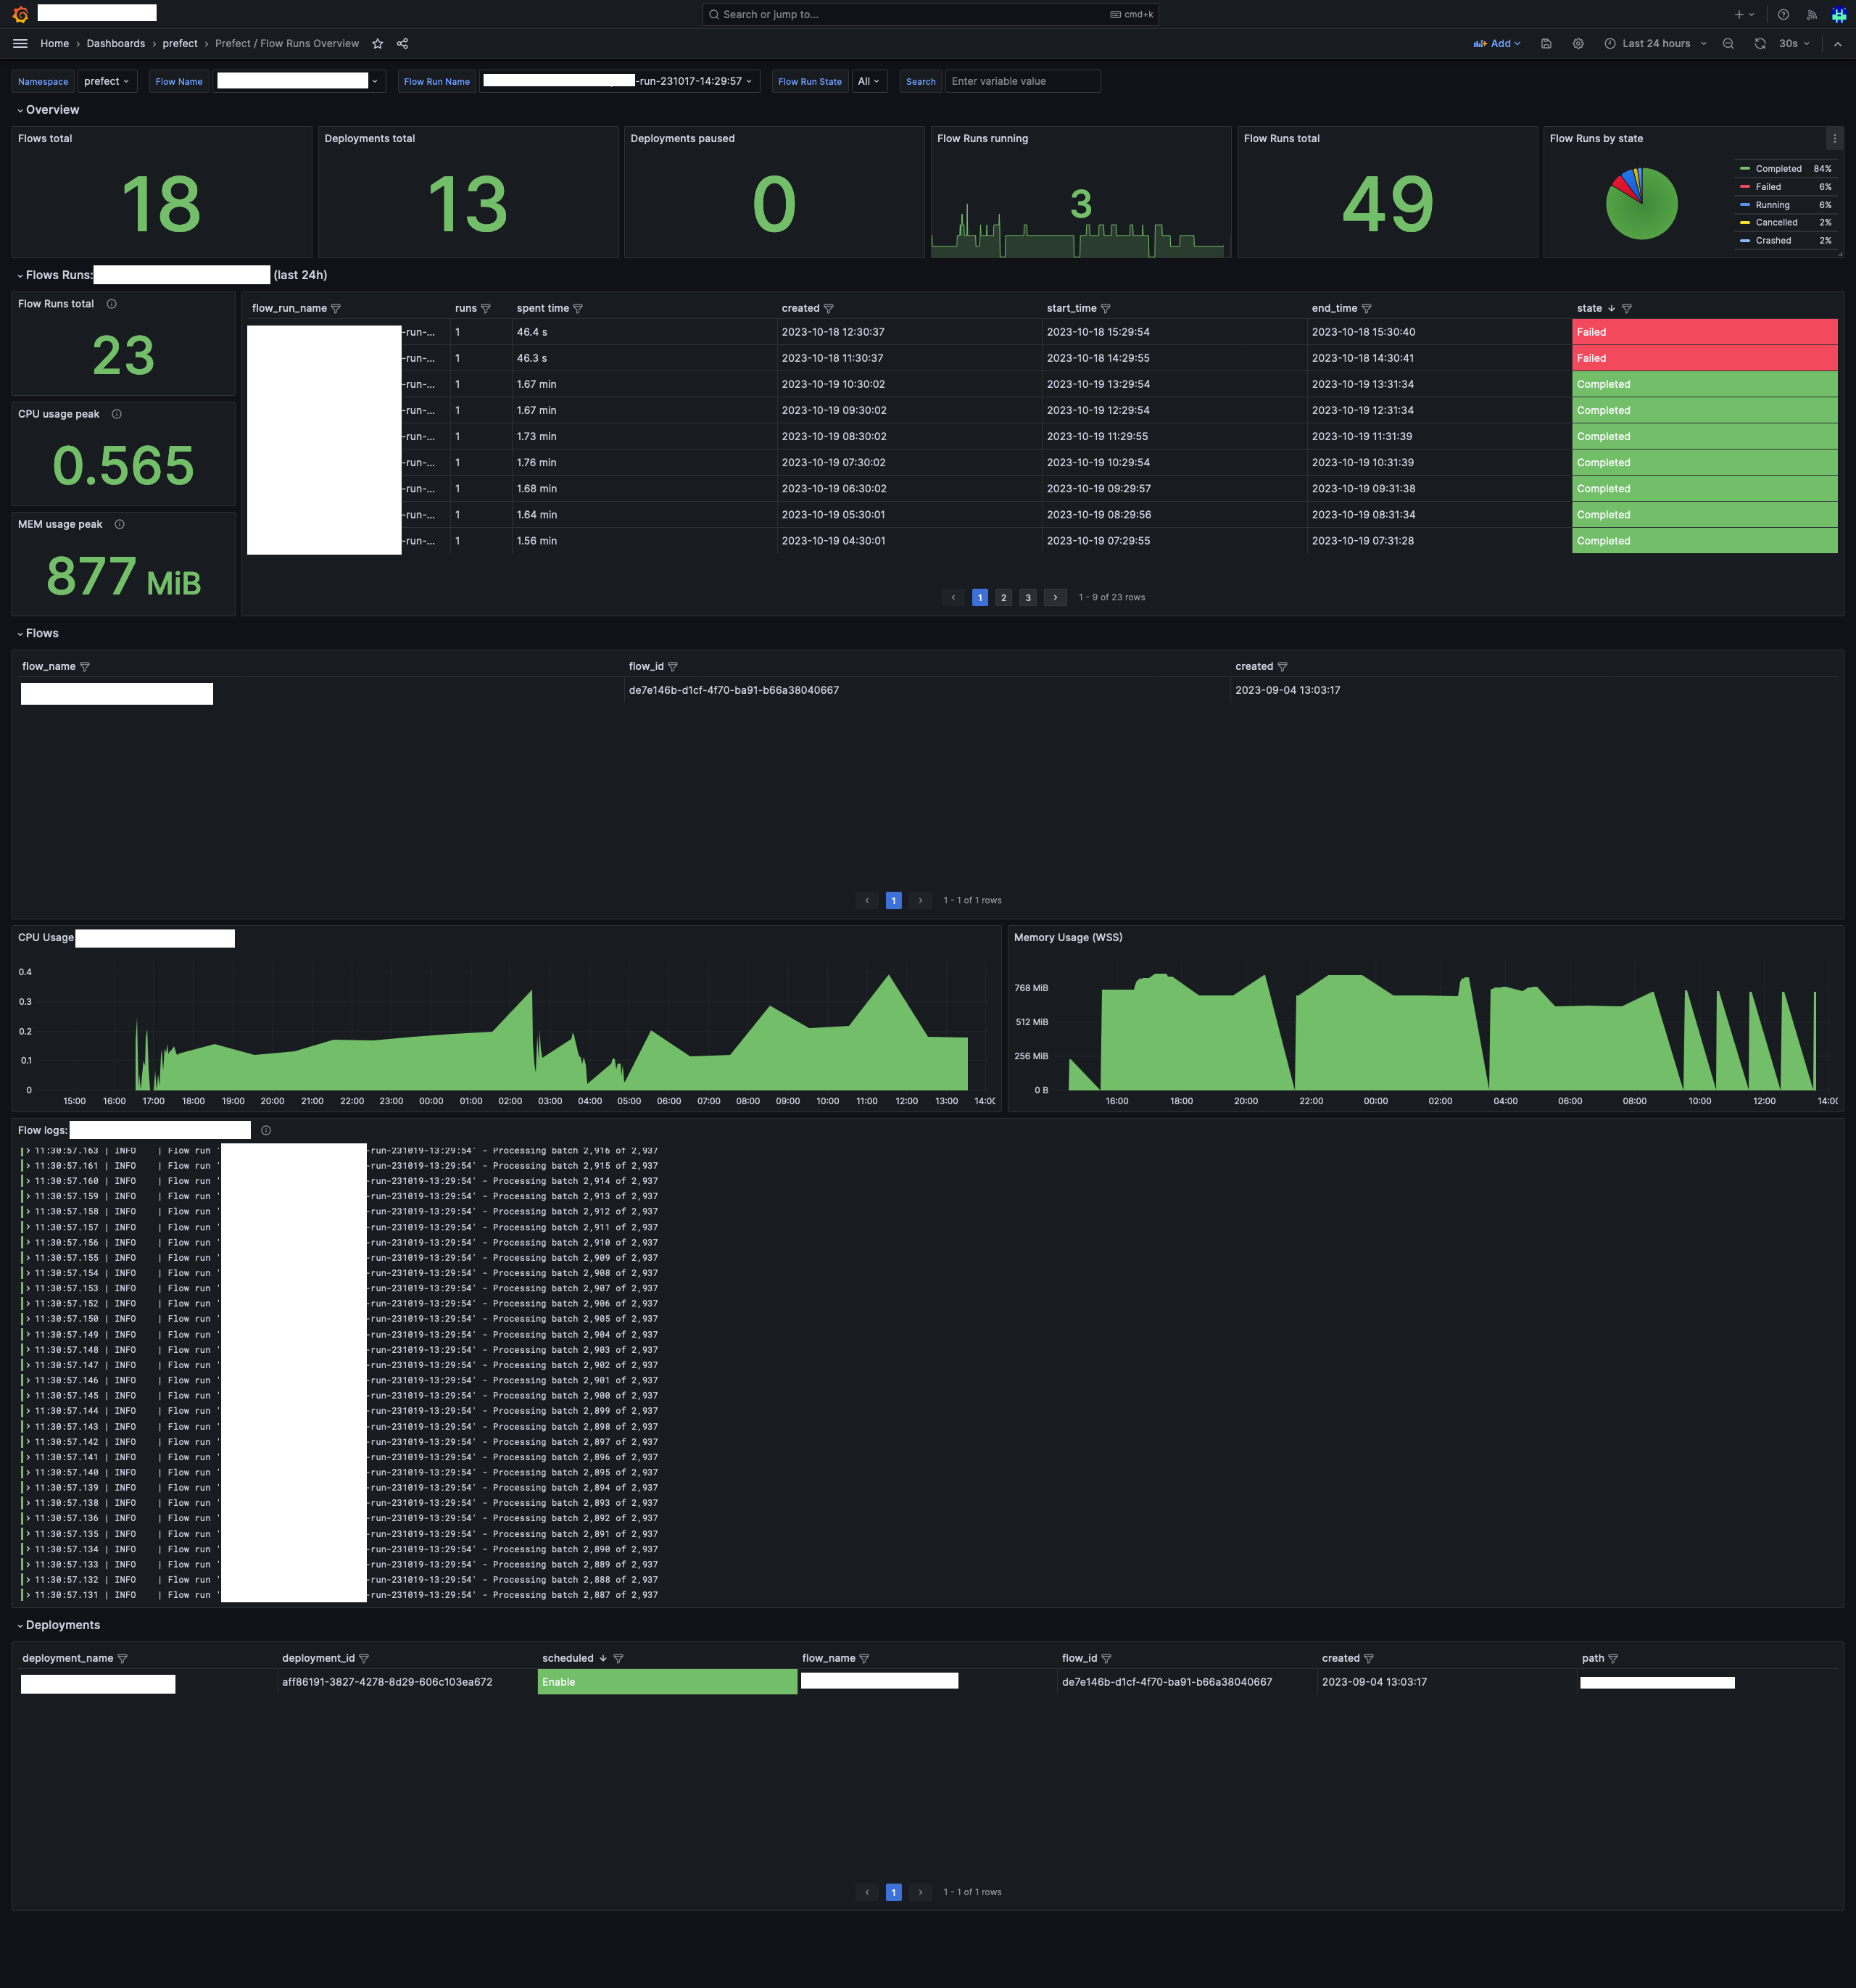 Search or jump to... cmd+k
Home › Dashboards › prefect › Prefect / Flow Runs Overview Add Last 24 hours 30s
Namespace prefect Flow Name Flow Run Name -run-231017-14:29:57 Flow Run State All Search Enter variable value
Overview
Flows total Deployments total Deployments paused Flow Runs running Flow Runs total Flow Runs by state
18 13 0 3 49
Completed 84%
Failed 6%
Running 6%
Cancelled 2%
Crashed 2%
Flows Runs: (last 24h)
Flow Runs total
23
CPU usage peak
0.565
MEM usage peak
877 MiB
flow_run_name runs spent time created start_time end_time state
-run-... 1 46.4 s 2023-10-18 12:30:37 2023-10-18 15:29:54 2023-10-18 15:30:40 Failed
-run-... 1 46.3 s 2023-10-18 11:30:37 2023-10-18 14:29:55 2023-10-18 14:30:41 Failed
-run-... 1 1.67 min 2023-10-19 10:30:02 2023-10-19 13:29:54 2023-10-19 13:31:34 Completed
-run-... 1 1.67 min 2023-10-19 09:30:02 2023-10-19 12:29:54 2023-10-19 12:31:34 Completed
-run-... 1 1.73 min 2023-10-19 08:30:02 2023-10-19 11:29:55 2023-10-19 11:31:39 Completed
-run-... 1 1.76 min 2023-10-19 07:30:02 2023-10-19 10:29:54 2023-10-19 10:31:39 Completed
-run-... 1 1.68 min 2023-10-19 06:30:02 2023-10-19 09:29:57 2023-10-19 09:31:38 Completed
-run-... 1 1.64 min 2023-10-19 05:30:01 2023-10-19 08:29:56 2023-10-19 08:31:34 Completed
-run-... 1 1.56 min 2023-10-19 04:30:01 2023-10-19 07:29:55 2023-10-19 07:31:28 Completed
1 2 3 1 - 9 of 23 rows
Flows
flow_name flow_id created
de7e146b-d1cf-4f70-ba91-b66a38040667 2023-09-04 13:03:17
1 1 - 1 of 1 rows
CPU Usage
0.4
0.3
0.2
0.1
0
15:00 16:00 17:00 18:00 19:00 20:00 21:00 22:00 23:00 00:00 01:00 02:00 03:00 04:00 05:00 06:00 07:00 08:00 09:00 10:00 11:00 12:00 13:00 14:00
Memory Usage (WSS)
768 MiB
512 MiB
256 MiB
0 B
16:00 18:00 20:00 22:00 00:00 02:00 04:00 06:00 08:00 10:00 12:00 14:00
Flow logs:
11:30:57.163 | INFO | Flow run ' -run-231019-13:29:54' - Processing batch 2,916 of 2,937
11:30:57.161 | INFO | Flow run ' -run-231019-13:29:54' - Processing batch 2,915 of 2,937
11:30:57.160 | INFO | Flow run ' -run-231019-13:29:54' - Processing batch 2,914 of 2,937
11:30:57.159 | INFO | Flow run ' -run-231019-13:29:54' - Processing batch 2,913 of 2,937
11:30:57.158 | INFO | Flow run ' -run-231019-13:29:54' - Processing batch 2,912 of 2,937
11:30:57.157 | INFO | Flow run ' -run-231019-13:29:54' - Processing batch 2,911 of 2,937
11:30:57.156 | INFO | Flow run ' -run-231019-13:29:54' - Processing batch 2,910 of 2,937
11:30:57.155 | INFO | Flow run ' -run-231019-13:29:54' - Processing batch 2,909 of 2,937
11:30:57.154 | INFO | Flow run ' -run-231019-13:29:54' - Processing batch 2,908 of 2,937
11:30:57.153 | INFO | Flow run ' -run-231019-13:29:54' - Processing batch 2,907 of 2,937
11:30:57.152 | INFO | Flow run ' -run-231019-13:29:54' - Processing batch 2,906 of 2,937
11:30:57.150 | INFO | Flow run ' -run-231019-13:29:54' - Processing batch 2,905 of 2,937
11:30:57.149 | INFO | Flow run ' -run-231019-13:29:54' - Processing batch 2,904 of 2,937
11:30:57.148 | INFO | Flow run ' -run-231019-13:29:54' - Processing batch 2,903 of 2,937
11:30:57.147 | INFO | Flow run ' -run-231019-13:29:54' - Processing batch 2,902 of 2,937
11:30:57.146 | INFO | Flow run ' -run-231019-13:29:54' - Processing batch 2,901 of 2,937
11:30:57.145 | INFO | Flow run ' -run-231019-13:29:54' - Processing batch 2,900 of 2,937
11:30:57.144 | INFO | Flow run ' -run-231019-13:29:54' - Processing batch 2,899 of 2,937
11:30:57.143 | INFO | Flow run ' -run-231019-13:29:54' - Processing batch 2,898 of 2,937
11:30:57.142 | INFO | Flow run ' -run-231019-13:29:54' - Processing batch 2,897 of 2,937
11:30:57.141 | INFO | Flow run ' -run-231019-13:29:54' - Processing batch 2,896 of 2,937
11:30:57.140 | INFO | Flow run ' -run-231019-13:29:54' - Processing batch 2,895 of 2,937
11:30:57.139 | INFO | Flow run ' -run-231019-13:29:54' - Processing batch 2,894 of 2,937
11:30:57.138 | INFO | Flow run ' -run-231019-13:29:54' - Processing batch 2,893 of 2,937
11:30:57.136 | INFO | Flow run ' -run-231019-13:29:54' - Processing batch 2,892 of 2,937
11:30:57.135 | INFO | Flow run ' -run-231019-13:29:54' - Processing batch 2,891 of 2,937
11:30:57.134 | INFO | Flow run ' -run-231019-13:29:54' - Processing batch 2,890 of 2,937
11:30:57.133 | INFO | Flow run ' -run-231019-13:29:54' - Processing batch 2,889 of 2,937
11:30:57.132 | INFO | Flow run ' -run-231019-13:29:54' - Processing batch 2,888 of 2,937
11:30:57.131 | INFO | Flow run ' -run-231019-13:29:54' - Processing batch 2,887 of 2,937
Deployments
deployment_name deployment_id scheduled flow_name flow_id created path
aff86191-3827-4278-8d29-606c103ea672 Enable de7e146b-d1cf-4f70-ba91-b66a38040667 2023-09-04 13:03:17
1 1 - 1 of 1 rows